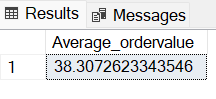 Results Messages
Average_ordervalue
1 38.3072623343546